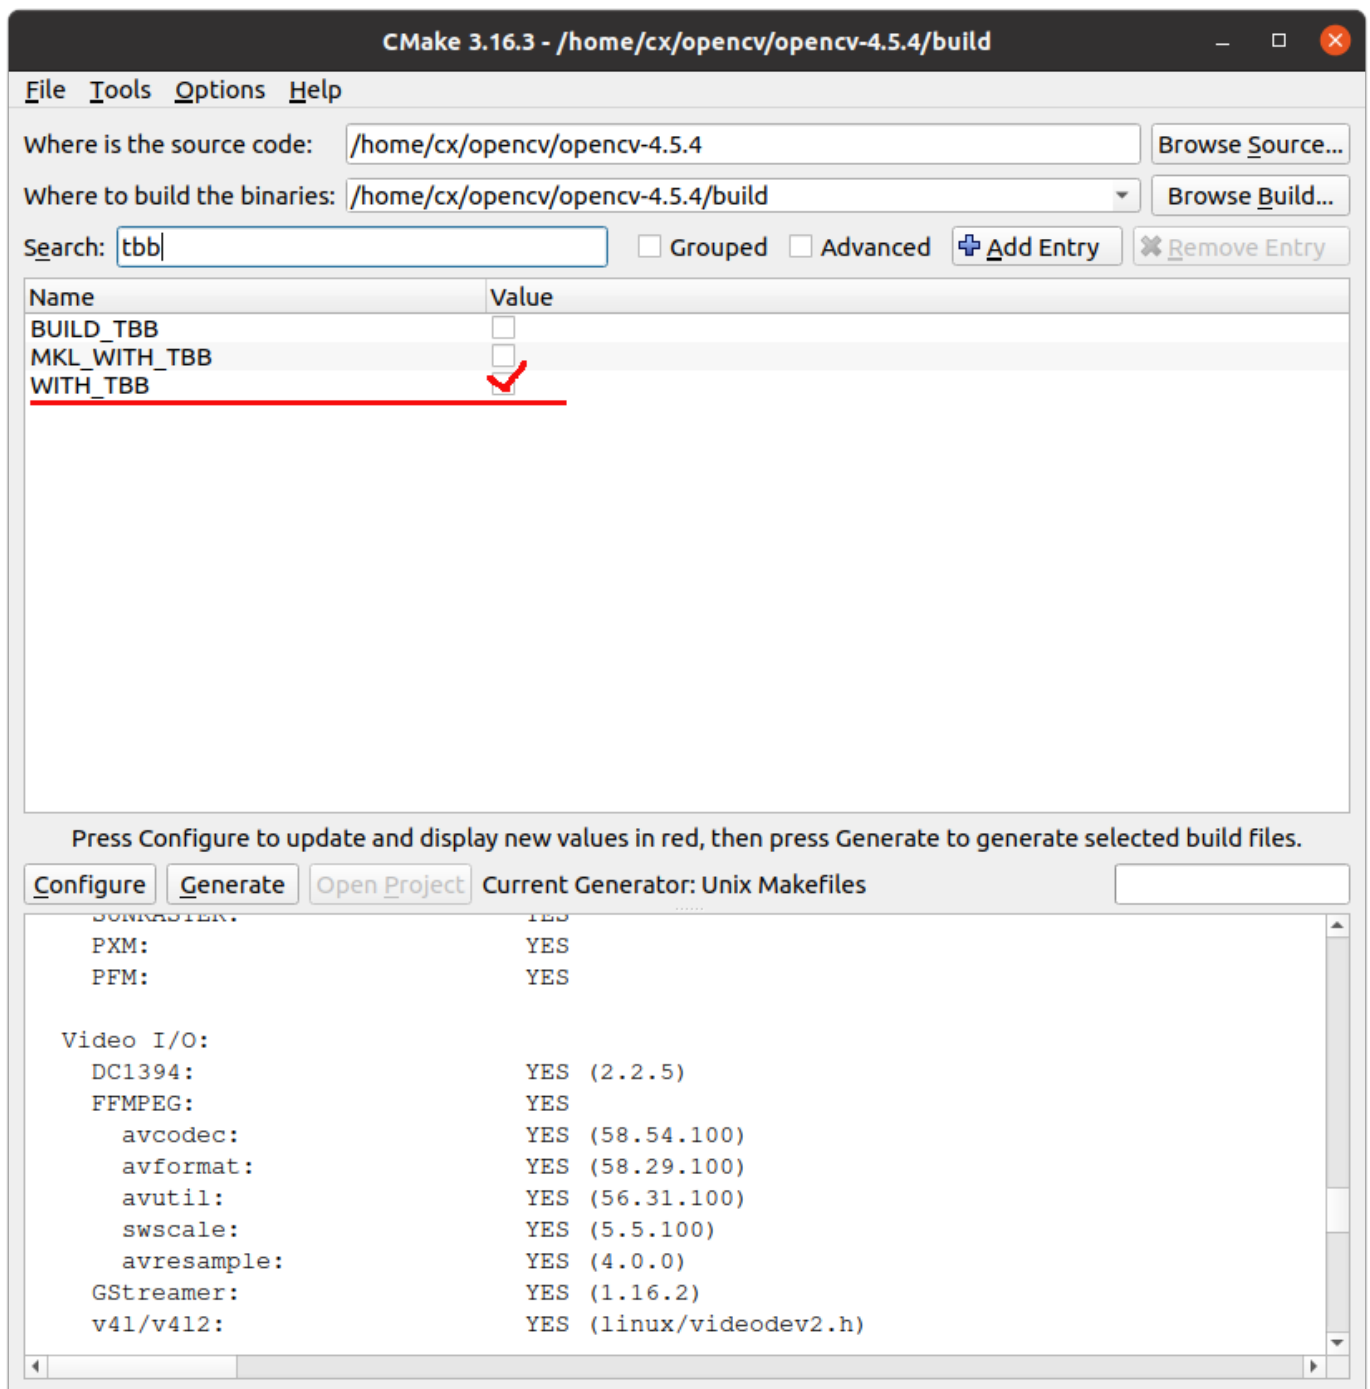 CMake 3.16.3 - /home/cx/opencv/opencv-4.5.4/build
File Tools Options Help
Where is the source code: /home/cx/opencv/opencv-4.5.4 Browse Source...
Where to build the binaries: /home/cx/opencv/opencv-4.5.4/build Browse Build...
Search: tbb Grouped Advanced Add Entry Remove Entry
Name Value
BUILD_TBB
MKL_WITH_TBB
WITH_TBB
Press Configure to update and display new values in red, then press Generate to generate selected build files.
Configure Generate Open Project Current Generator: Unix Makefiles
SUNRASTER: YES
PXM: YES
PFM: YES
Video I/O:
DC1394: YES (2.2.5)
FFMPEG: YES
avcodec: YES (58.54.100)
avformat: YES (58.29.100)
avutil: YES (56.31.100)
swscale: YES (5.5.100)
avresample: YES (4.0.0)
GStreamer: YES (1.16.2)
v4l/v4l2: YES (linux/videodev2.h)